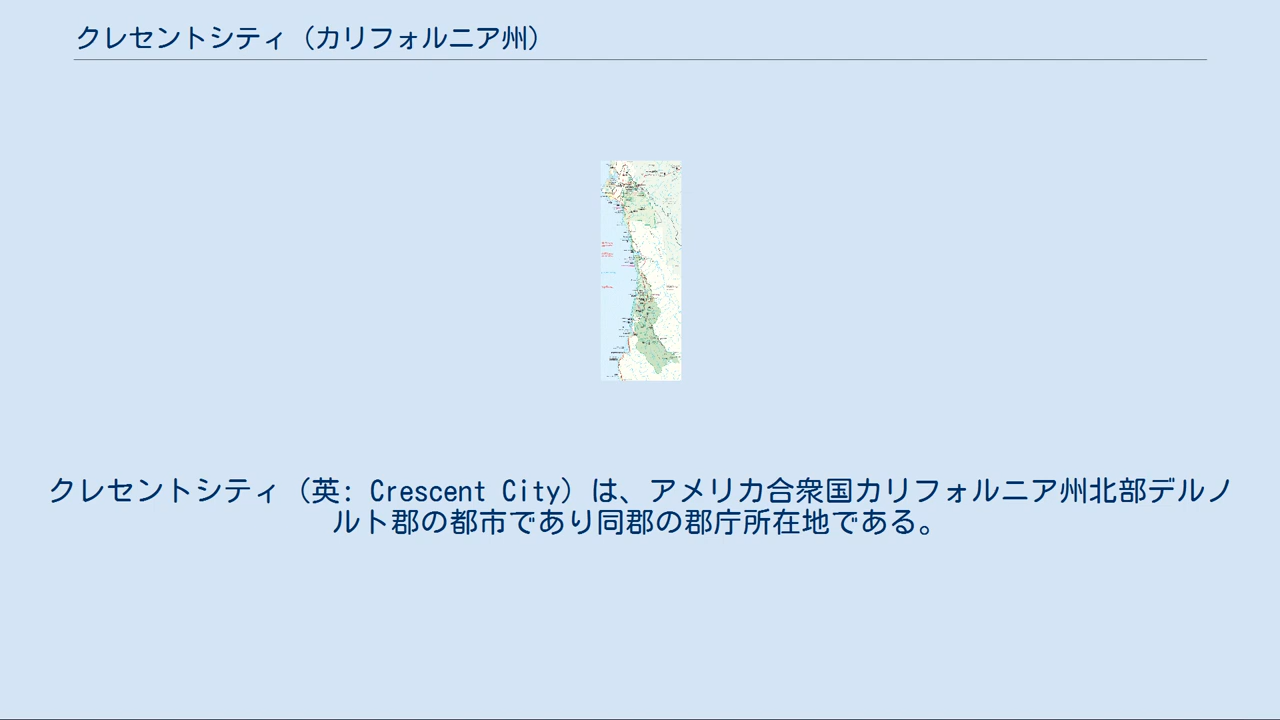 クレセントシティ（カリフォルニア州）
クレセントシティ（英: Crescent City）は、アメリカ合衆国カリフォルニア州北部デルノ
ルト郡の都市であり同郡の郡庁所在地である。